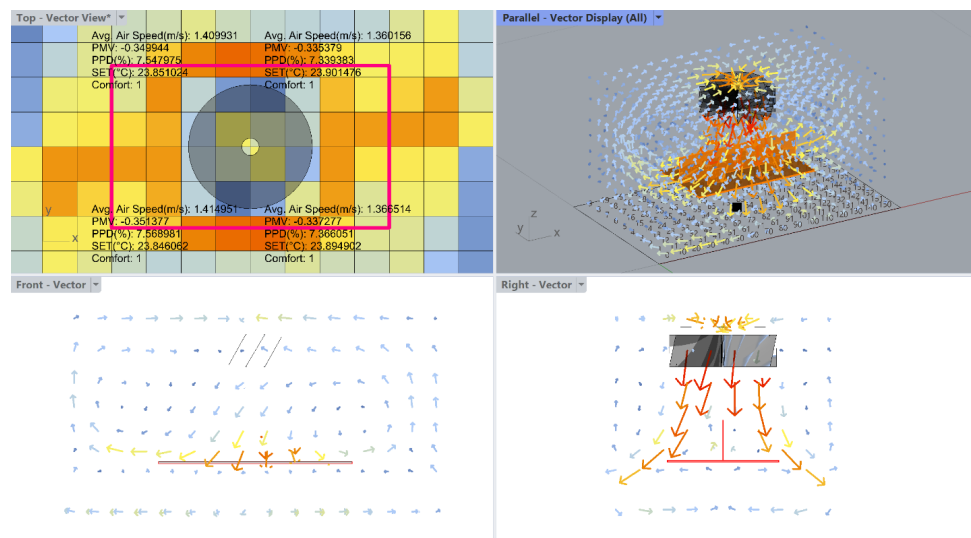 Top - Vector View*
Avg. Air Speed(m/s): 1.409931
PMV: -0.349944
PPD(%): 7.547975
SET(°C): 23.851024
Comfort: 1
Avg. Air Speed(m/s): 1.360156
PMV: -0.335379
PPD(%): 7.339383
SET(°C): 23.901476
Comfort: 1
Avg. Air Speed(m/s): 1.414951
PMV: -0.351377
PPD(%): 7.568981
SET(°C): 23.846062
Comfort: 1
Avg. Air Speed(m/s): 1.366514
PMV: -0.337277
PPD(%): 7.366051
SET(°C): 23.894902
Comfort: 1
y
x
Parallel - Vector Display (All)
z
y
x
Front - Vector
Right - Vector